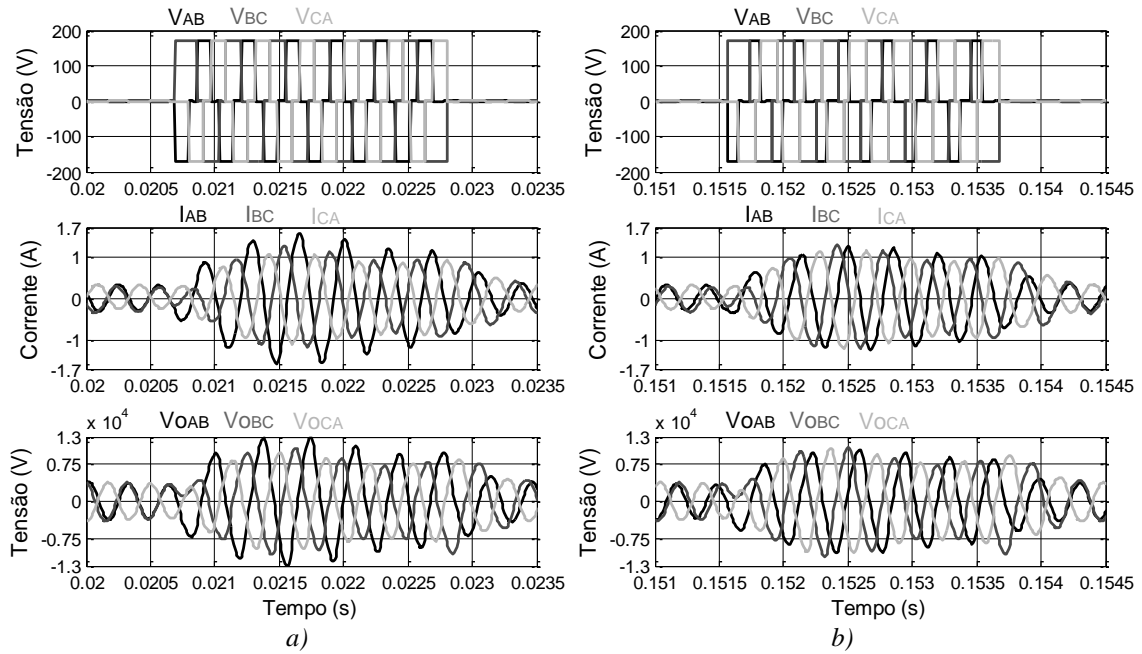 VAB VBC VCA
Tensão (V)
200
100
0
-100
-200
0.02 0.0205 0.021 0.0215 0.022 0.0225 0.023 0.0235
IAB IBC ICA
Corrente (A)
1.7
1
0
-1
-1.7
0.02 0.0205 0.021 0.0215 0.022 0.0225 0.023 0.0235
x 10^4 VoAB VoBC VoCA
Tensão (V)
1.3
0.75
0
-0.75
-1.3
0.02 0.0205 0.021 0.0215 0.022 0.0225 0.023 0.0235
Tempo (s)
a)
VAB VBC VCA
Tensão (V)
200
100
0
-100
-200
0.151 0.1515 0.152 0.1525 0.153 0.1535 0.154 0.1545
IAB IBC ICA
Corrente (A)
1.7
1
0
-1
-1.7
0.151 0.1515 0.152 0.1525 0.153 0.1535 0.154 0.1545
x 10^4 VoAB VoBC VoCA
Tensão (V)
1.3
0.75
0
-0.75
-1.3
0.151 0.1515 0.152 0.1525 0.153 0.1535 0.154 0.1545
Tempo (s)
b)